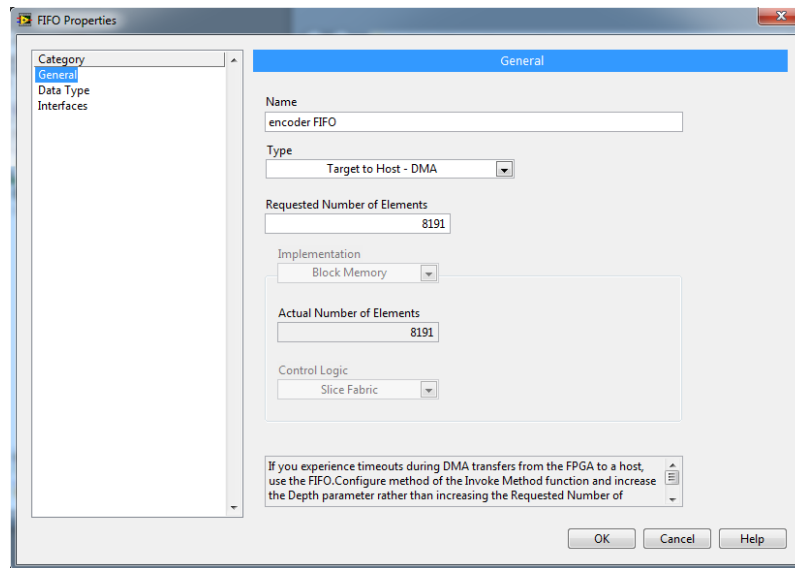 FIFO Properties
Category
General
Data Type
Interfaces
General
Name
encoder FIFO
Type
Target to Host - DMA
Requested Number of Elements
8191
Implementation
Block Memory
Actual Number of Elements
8191
Control Logic
Slice Fabric
If you experience timeouts during DMA transfers from the FPGA to a host,
use the FIFO.Configure method of the Invoke Method function and increase
the Depth parameter rather than increasing the Requested Number of
OK
Cancel
Help